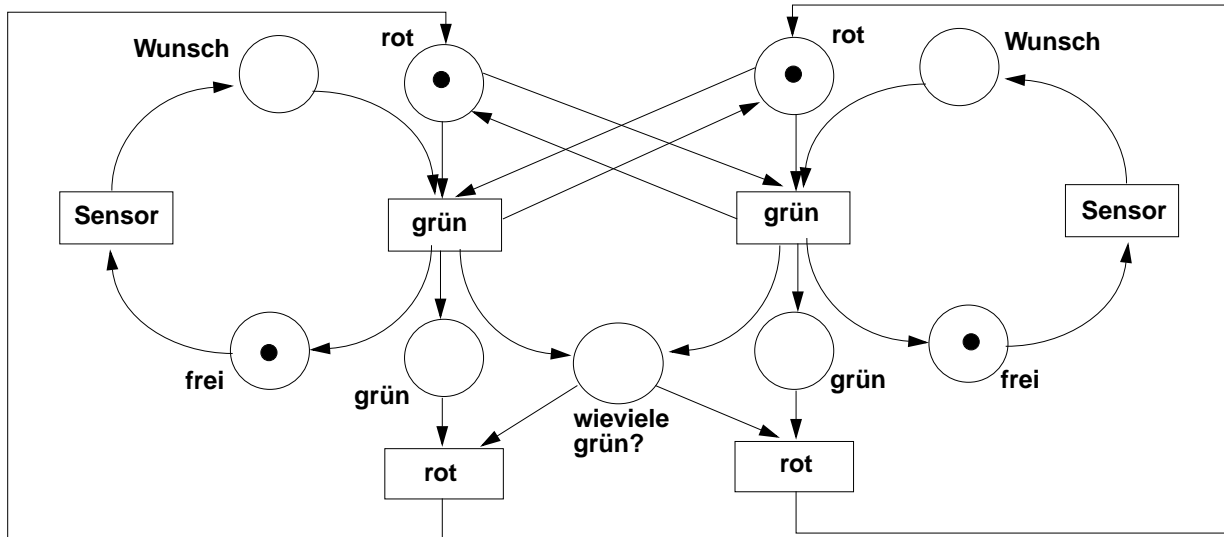 Wunsch
rot
rot
Wunsch
Sensor
grün
grün
Sensor
frei
grün
wieviele
grün?
grün
frei
rot
rot